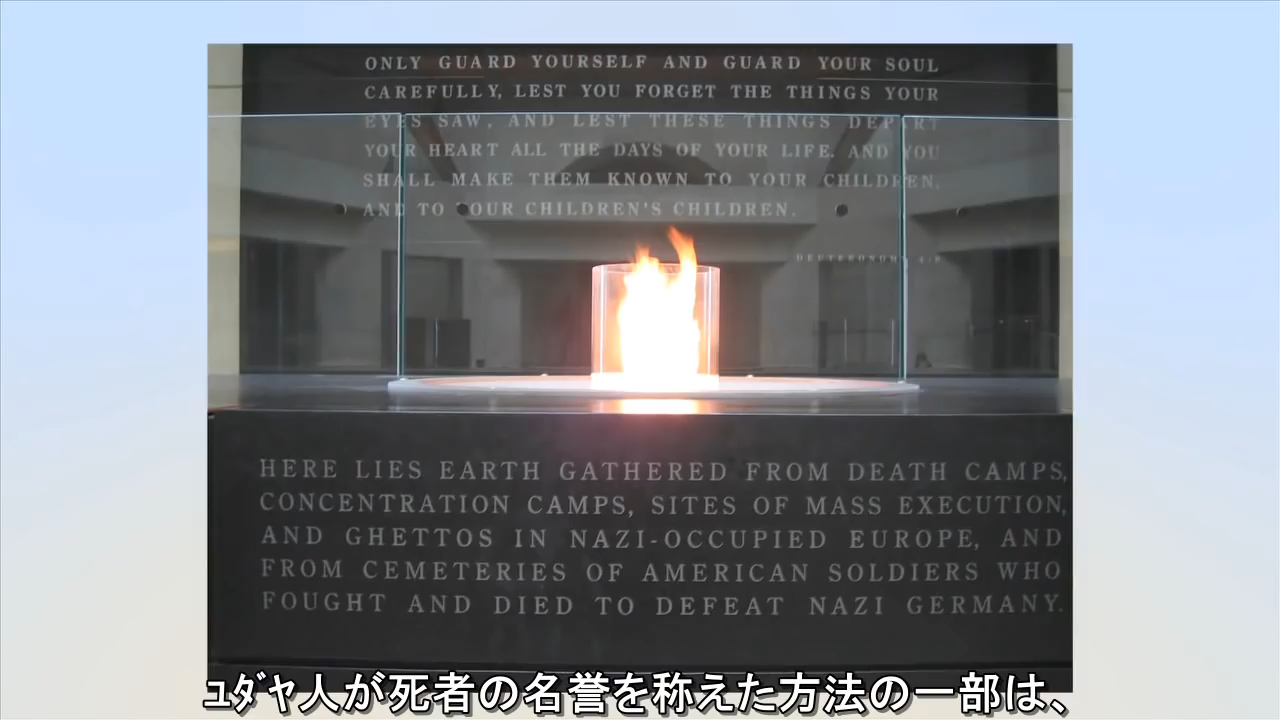 ONLY GUARD YOURSELF AND GUARD YOUR SOUL
CAREFULLY, LEST YOU FORGET THE THINGS YOUR
EYES SAW, AND LEST THESE THINGS DEPART
YOUR HEART ALL THE DAYS OF YOUR LIFE. AND YOU
SHALL MAKE THEM KNOWN TO YOUR CHILDREN,
AND TO YOUR CHILDREN'S CHILDREN.
DEUTERONOMY 4:9
HERE LIES EARTH GATHERED FROM DEATH CAMPS,
CONCENTRATION CAMPS, SITES OF MASS EXECUTION,
AND GHETTOS IN NAZI-OCCUPIED EUROPE, AND
FROM CEMETERIES OF AMERICAN SOLDIERS WHO
FOUGHT AND DIED TO DEFEAT NAZI GERMANY.
ﾕﾀﾞﾔ人が死者の名誉を称えた方法の一部は、